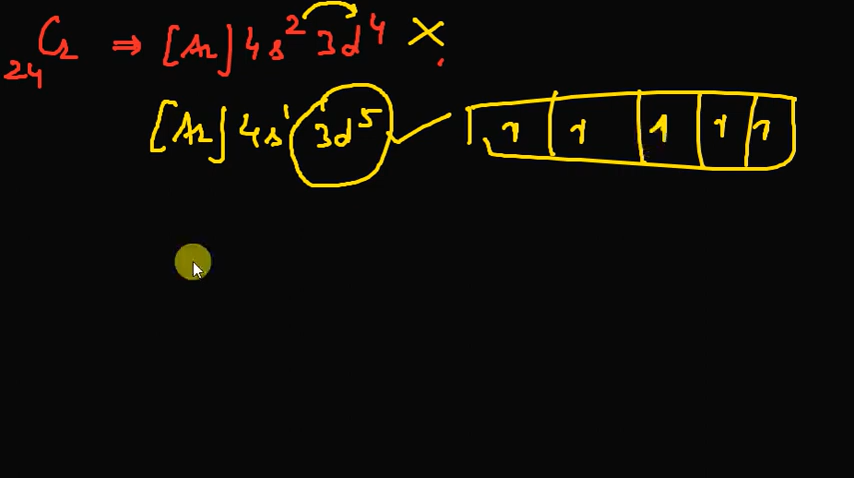 ₂₄Cr ⇒ [Ar] 4s² 3d⁴ ×
[Ar] 4s¹ 3d⁵ ✓ 1 1 1 1 1